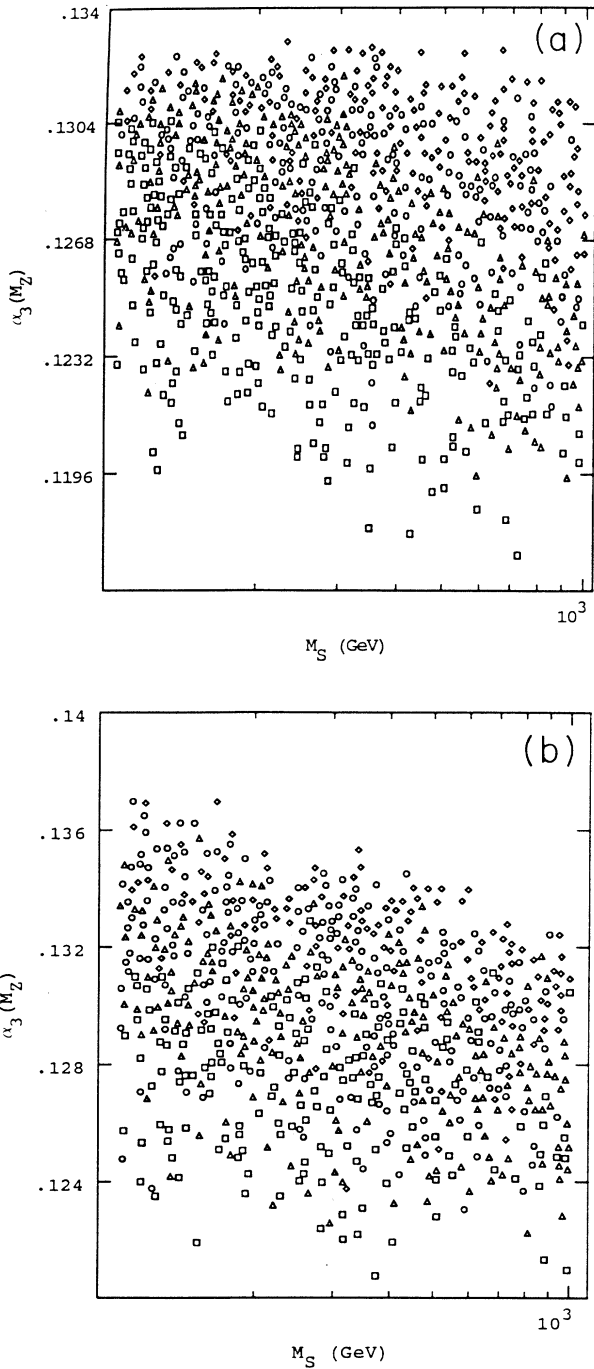 .134
(a)
.1304
.1268
α3(MZ)
.1232
.1196
10^3
MS (GeV)
.14
(b)
.136
.132
α3(MZ)
.128
.124
10^3
MS (GeV)